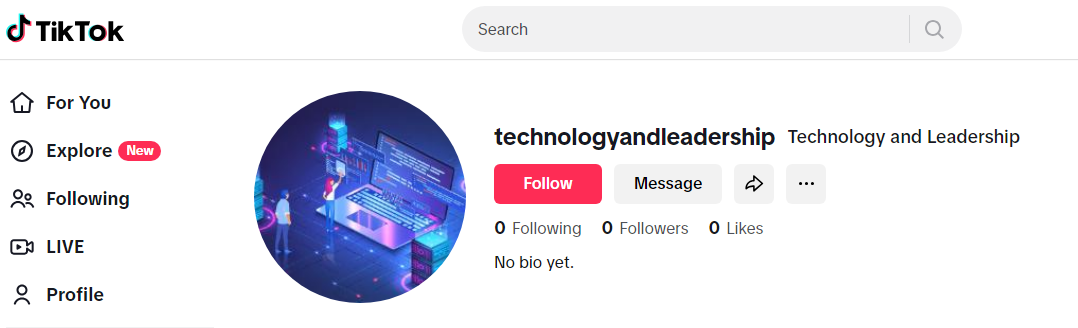 TikTok
Search
For You
Explore New
Following
LIVE
Profile
technologyandleadership Technology and Leadership
Follow Message ...
0 Following 0 Followers 0 Likes
No bio yet.